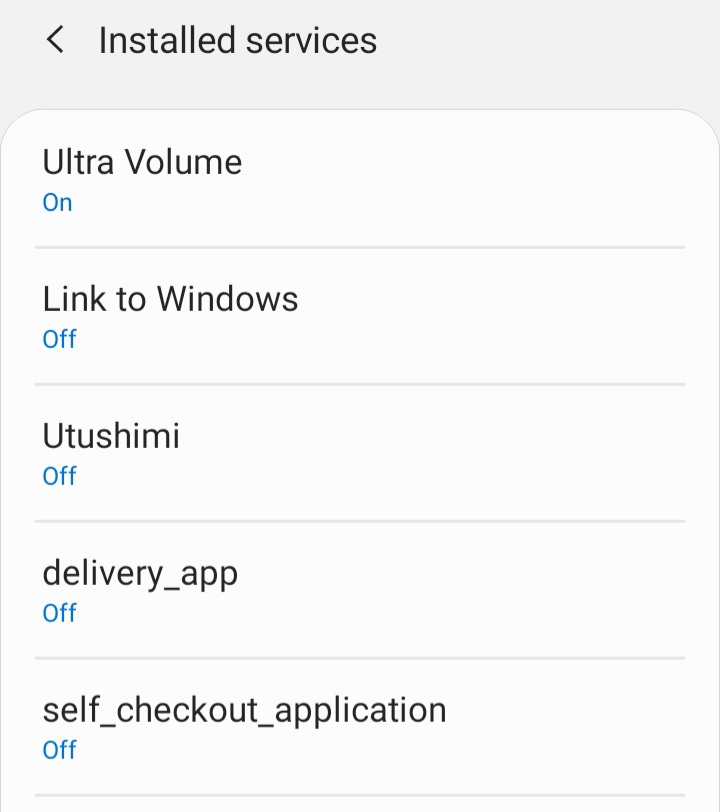 Installed services
Ultra Volume
On
Link to Windows
Off
Utushimi
Off
delivery_app
Off
self_checkout_application
Off